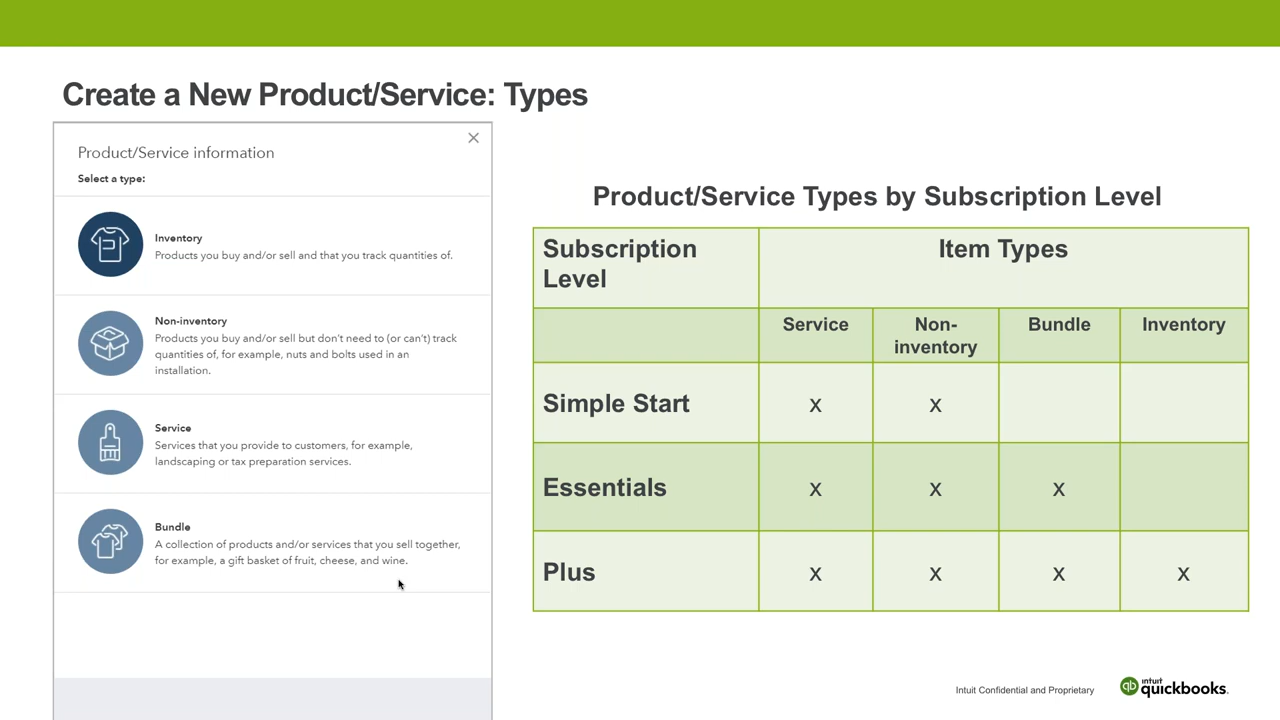 Create a New Product/Service: Types
Product/Service information
Select a type:
Inventory
Products you buy and/or sell and that you track quantities of.
Non-inventory
Products you buy and/or sell but don't need to (or can't) track
quantities of, for example, nuts and bolts used in an
installation.
Service
Services that you provide to customers, for example,
landscaping or tax preparation services.
Bundle
A collection of products and/or services that you sell together,
for example, a gift basket of fruit, cheese, and wine.
Product/Service Types by Subscription Level
Subscription
Level
Item Types
Service
Non-
inventory
Bundle
Inventory
Simple Start x x
Essentials x x x
Plus x x x x
Intuit Confidential and Proprietary
qb
intuit
quickbooks.